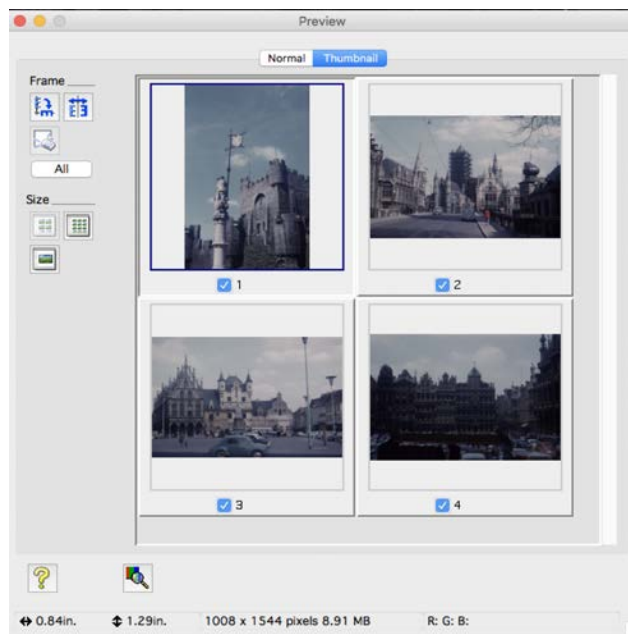 Preview
Normal Thumbnail
Frame
All
Size
1
2
3
4
0.84in. 1.29in. 1008 x 1544 pixels 8.91 MB R: G: B: